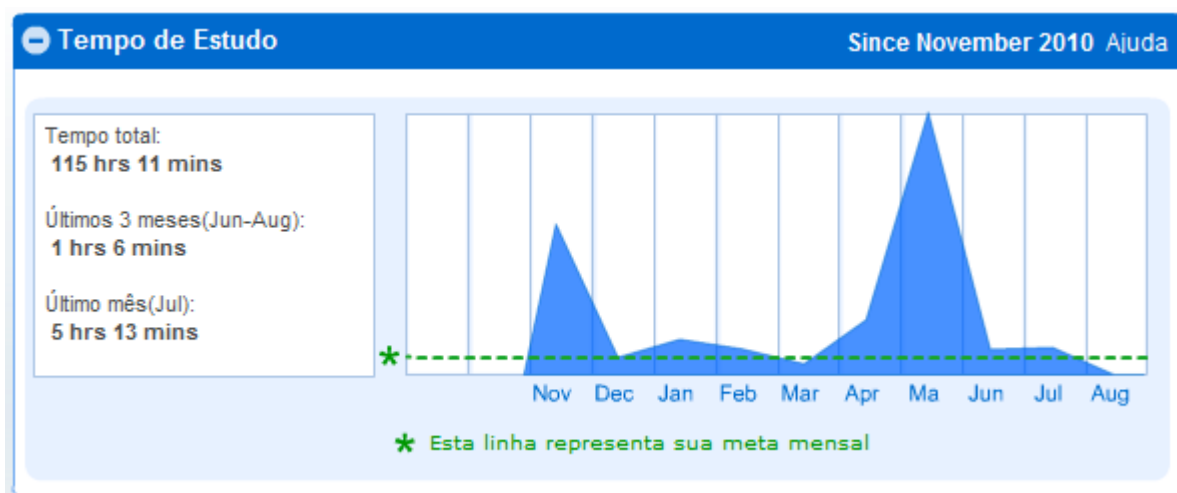 Tempo de Estudo
Since November 2010 Ajuda
Tempo total:
115 hrs 11 mins
Últimos 3 meses(Jun-Aug):
1 hrs 6 mins
Último mês(Jul):
5 hrs 13 mins
*
Nov Dec Jan Feb Mar Apr Ma Jun Jul Aug
* Esta linha representa sua meta mensal